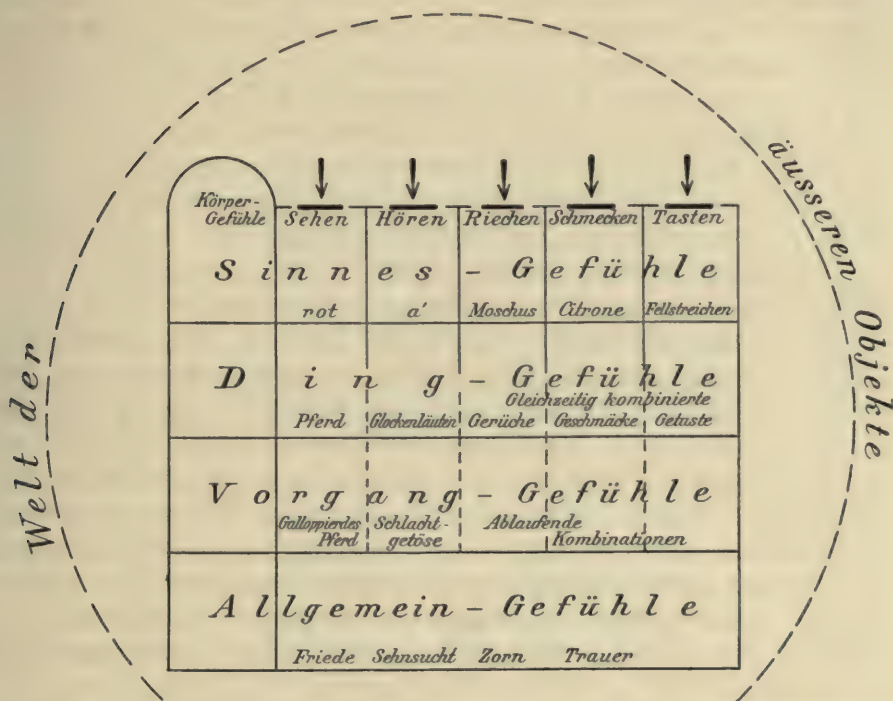 Welt der
äusseren Objekte
Körper-
Gefühle
Sehen Hören Riechen Schmecken Tasten
Sinnes-Gefühle
rot a' Moschus Citrone Fellstreichen
Ding-Gefühle
Gleichzeitig kombinierte
Pferd Glockenläuten Gerüche Geschmäcke Getaste
Vorgang-Gefühle
Galloppierdes Schlacht- Ablaufende
Pferd getöse Kombinationen
Allgemein-Gefühle
Friede Sehnsucht Zorn Trauer